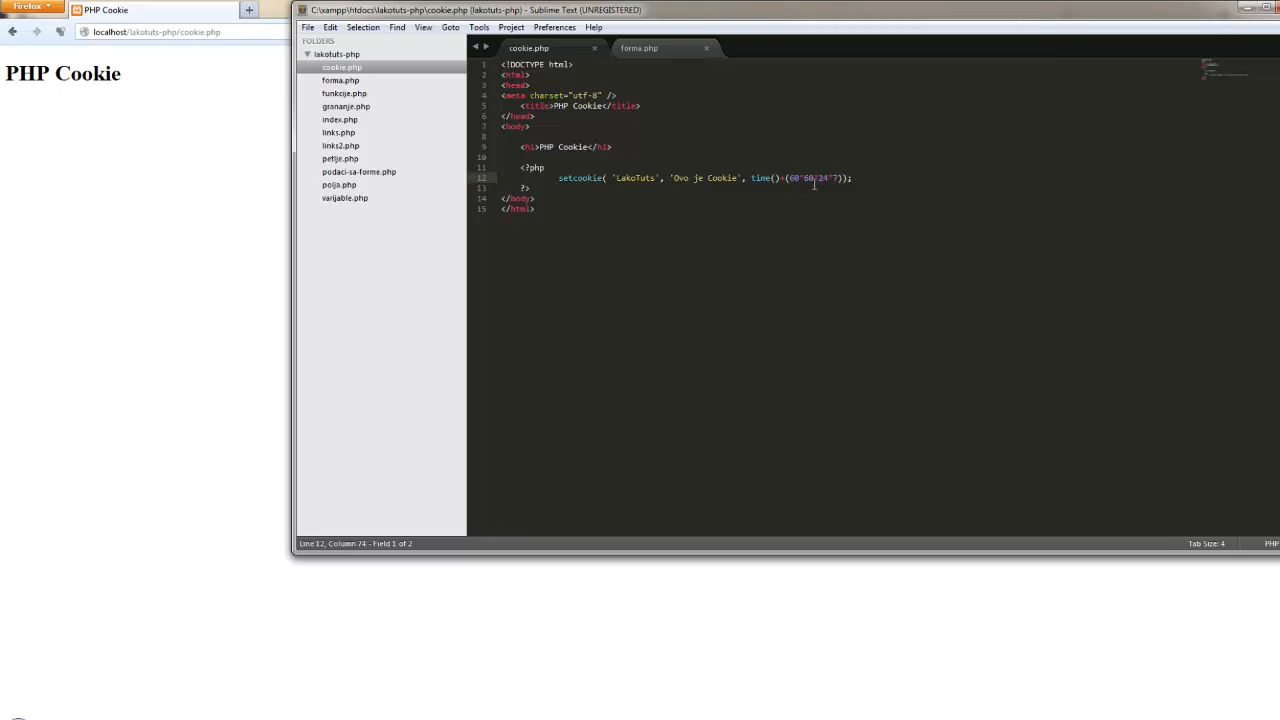 Firefox
PHP Cookie
localhost/lakotuts-php/cookie.php
PHP Cookie
C:\xampp\htdocs\lakotuts-php\cookie.php (lakotuts-php) - Sublime Text (UNREGISTERED)
File Edit Selection Find View Goto Tools Project Preferences Help
FOLDERS
lakotuts-php
cookie.php
forma.php
funkcije.php
grananje.php
index.php
links.php
links2.php
petlje.php
podaci-sa-forme.php
polja.php
varijable.php
cookie.php forma.php
1 <!DOCTYPE html>
2 <html>
3 <head>
4 <meta charset="utf-8" />
5 <title>PHP Cookie</title>
6 </head>
7 <body>
8
9 <h1>PHP Cookie</h1>
10
11 <?php
12 setcookie( 'LakoTuts', 'Ovo je Cookie', time()+(60*60*24*7));
13 ?>
14 </body>
15 </html>
Line 12, Column 74 - Field 1 of 2
Tab Size: 4
PHP